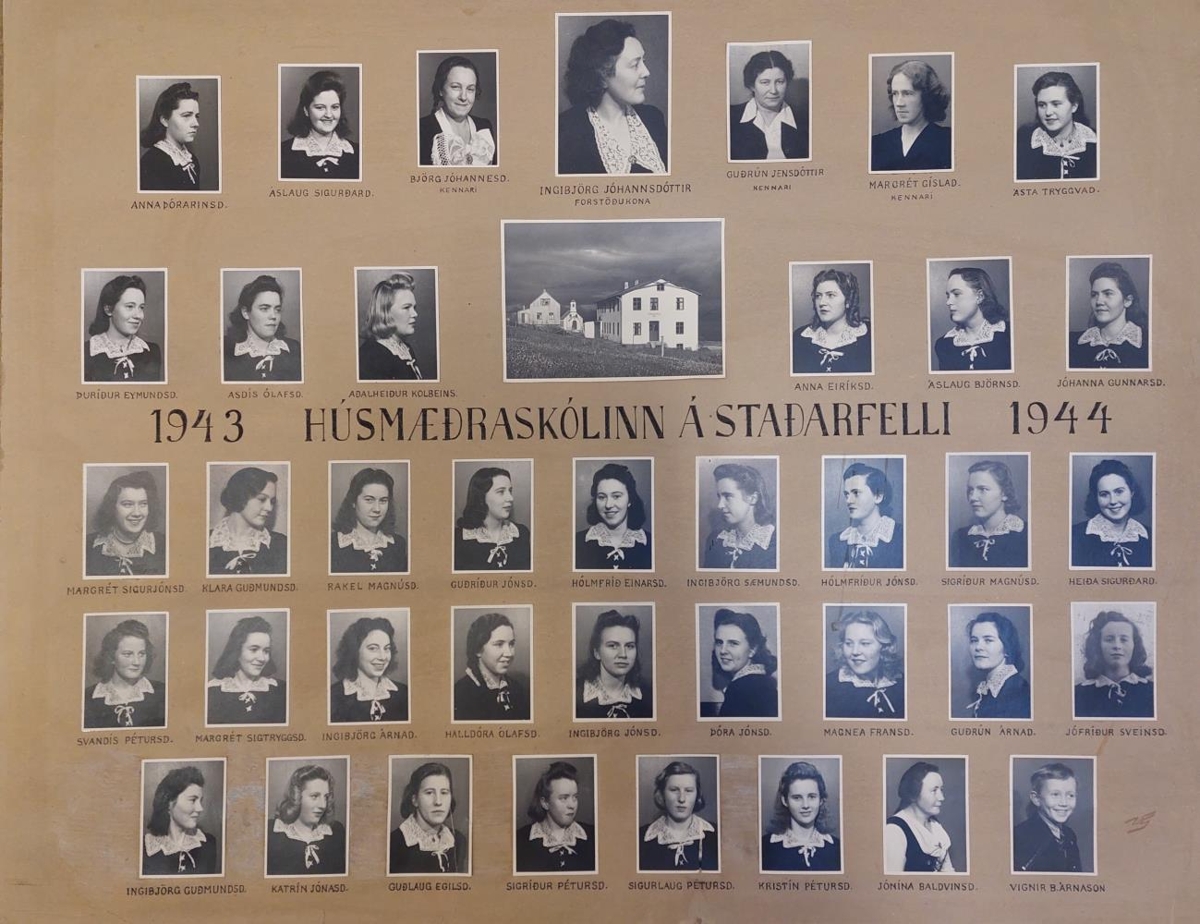 ANNA ÞÓRARINSD.
ÁSLAUG SIGURÐARD.
BJÖRG JÓHANNESD.
KENNARI
INGIBJÖRG JÓHANNSDÓTTIR
FORSTÖÐUKONA
GUÐRÚN JENSDÓTTIR
KENNARI
MARGRÉT GÍSLAD.
KENNARI
ÁSTA TRYGGVAD.
ÞURÍÐUR EYMUNDSD.
ÁSDÍS ÓLAFSD.
AÐALHEIÐUR KOLBEINS.
ANNA EIRÍKSD.
ÁSLAUG BJÖRNSD.
JÓHANNA GUNNARSD.
1943 HÚSMÆÐRASKÓLINN Á STAÐARFELLI 1944
MARGRÉT SIGURJÓNSD.
KLARA GUÐMUNDSD.
RAKEL MAGNÚSD.
GUÐRÍÐUR JÓNSD.
HÓLMFRÍÐ EINARSD.
INGIBJÖRG SÆMUNDSD.
HÓLMFRÍÐUR JÓNSD.
SIGRÍÐUR MAGNÚSD.
HEIÐA SIGURÐARD.
SVANDÍS PÉTURSD.
MARGRÉT SIGTRYGGSD.
INGIBJÖRG ÁRNAD.
HALLDÓRA ÓLAFSD.
INGIBJÖRG JÓNSD.
ÞÓRA JÓNSD.
MAGNEA FRANSD.
GUÐRÚN ÁRNAD.
JÓFRÍÐUR SVEINSD.
INGIBJÖRG GUÐMUNDSD.
KATRÍN JÓNASD.
GUÐLAUG EGILSD.
SIGRÍÐUR PÉTURSD.
SIGURLAUG PÉTURSD.
KRISTÍN PÉTURSD.
JÓNÍNA BALDVINSD.
VIGNIR B. ÁRNASON